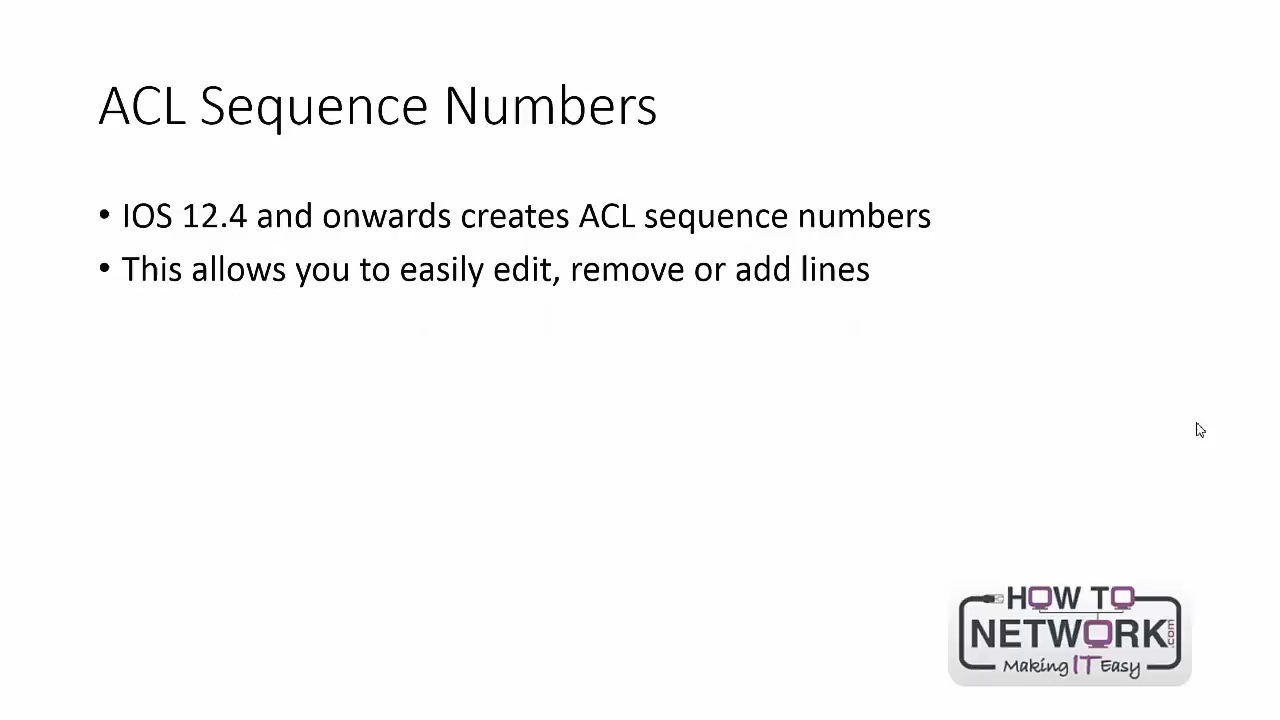 ACL Sequence Numbers
• IOS 12.4 and onwards creates ACL sequence numbers
• This allows you to easily edit, remove or add lines
HOW TO
NETWORK.com
Making IT Easy